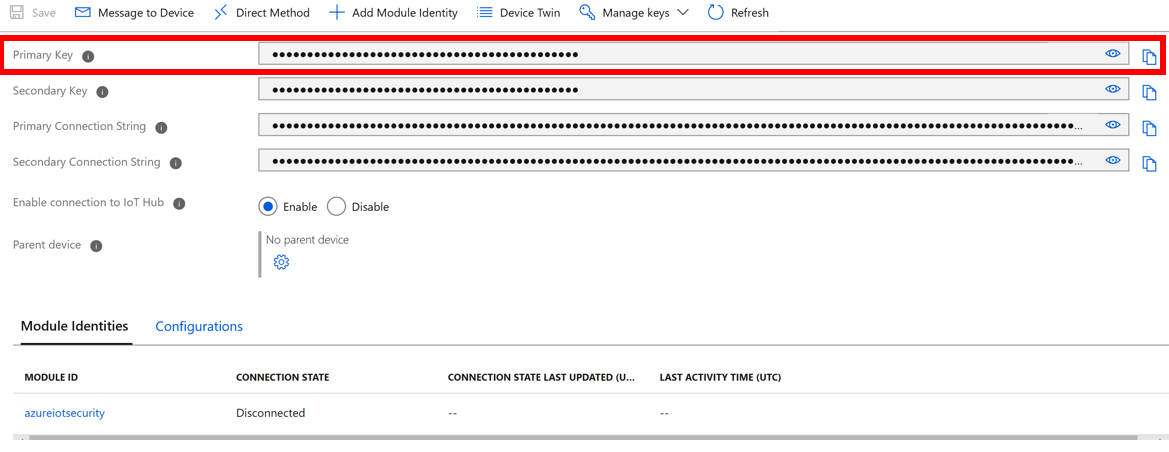 Save Message to Device Direct Method Add Module Identity Device Twin Manage keys Refresh
Primary Key ●●●●●●●●●●●●●●●●●●●●●●●●●●●●●●●●●●●●●●●●●●●●
Secondary Key ●●●●●●●●●●●●●●●●●●●●●●●●●●●●●●●●●●●●●●●●●●●●
Primary Connection String ●●●●●●●●●●●●●●●●●●●●●●●●●●●●●●●●●●●●●●●●●●●●●●●●●●●●●●●●●●●●●●●●●●●●●●●●●●●●●●●●●●●●●●●●●●●●●●●●●●●●●●●●●●●●●●●●●●...
Secondary Connection String ●●●●●●●●●●●●●●●●●●●●●●●●●●●●●●●●●●●●●●●●●●●●●●●●●●●●●●●●●●●●●●●●●●●●●●●●●●●●●●●●●●●●●●●●●●●●●●●●●●●●●●●●●●●●●●●●●●...
Enable connection to IoT Hub Enable Disable
Parent device No parent device
Module Identities Configurations
MODULE ID CONNECTION STATE CONNECTION STATE LAST UPDATED (U... LAST ACTIVITY TIME (UTC)
azureiotsecurity Disconnected -- --